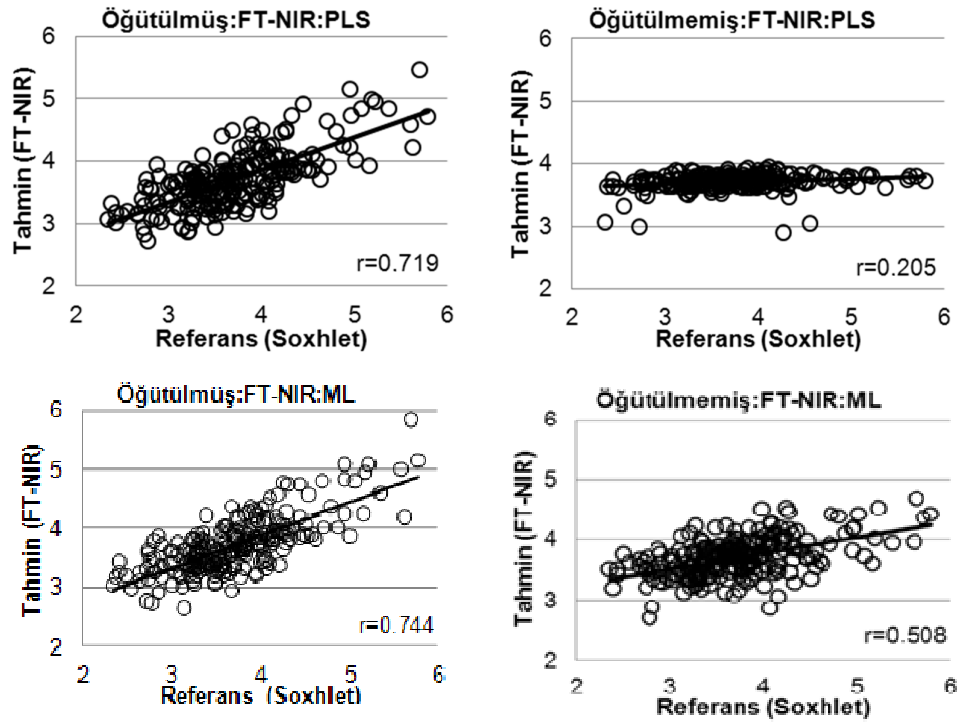 Öğütülmüş:FT-NIR:PLS
6
5
4
3
2
Tahmin (FT-NIR)
r=0.719
2 3 4 5 6
Referans (Soxhlet)
Öğütülmemiş:FT-NIR:PLS
6
5
4
3
2
Tahmin (FT-NIR)
r=0.205
2 3 4 5 6
Referans (Soxhlet)
Öğütülmüş:FT-NIR:ML
6
5
4
3
2
Tahmin (FT-NIR)
r=0.744
2 3 4 5 6
Referans (Soxhlet)
Öğütülmemiş:FT-NIR:ML
6
5
4
3
2
Tahmin (FT-NIR)
r=0.508
2 3 4 5 6
Referans (Soxhlet)